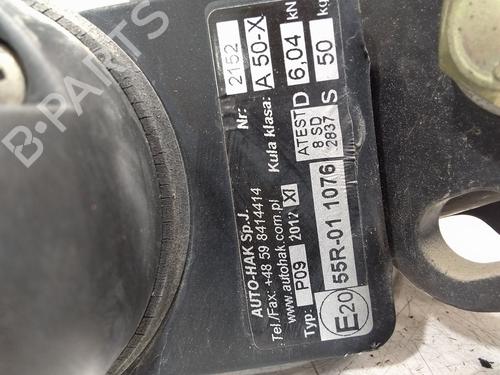 AUTO-HAK Sp.J.
Tel./Fax: +48 59 8414414
www.autohak.com.pl
Typ: P09 2012 XI
E20 55R-01 1076
Nr: 2152
Kula klasa: A 50-X
ATEST
8 SD
2837
D 6,04 kN
S 50 kg
B-PARTS